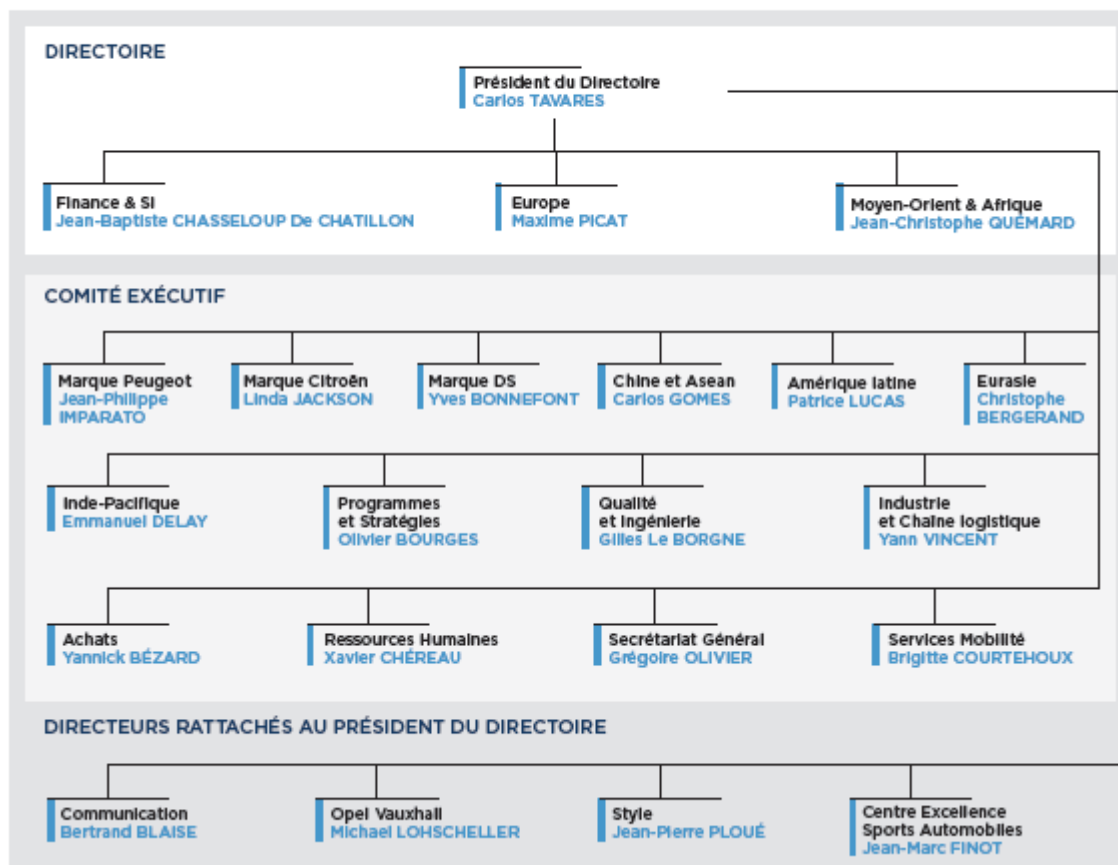 DIRECTOIRE
Président du Directoire
Carlos TAVARES
Finance & SI
Jean-Baptiste CHASSELOUP De CHATILLON
Europe
Maxime PICAT
Moyen-Orient & Afrique
Jean-Christophe QUÉMARD
COMITÉ EXÉCUTIF
Marque Peugeot
Jean-Philippe
IMPARATO
Marque Citroën
Linda JACKSON
Marque DS
Yves BONNEFONT
Chine et Asean
Carlos GOMES
Amérique latine
Patrice LUCAS
Eurasie
Christophe
BERGERAND
Inde-Pacifique
Emmanuel DELAY
Programmes
et Stratégies
Olivier BOURGES
Qualité
et Ingénierie
Gilles Le BORGNE
Industrie
et Chaîne logistique
Yann VINCENT
Achats
Yannick BÉZARD
Ressources Humaines
Xavier CHÉREAU
Secrétariat Général
Grégoire OLIVIER
Services Mobilité
Brigitte COURTEHOUX
DIRECTEURS RATTACHÉS AU PRÉSIDENT DU DIRECTOIRE
Communication
Bertrand BLAISE
Opel Vauxhall
Michael LOHSCHELLER
Style
Jean-Pierre PLOUÉ
Centre Excellence
Sports Automobiles
Jean-Marc FINOT